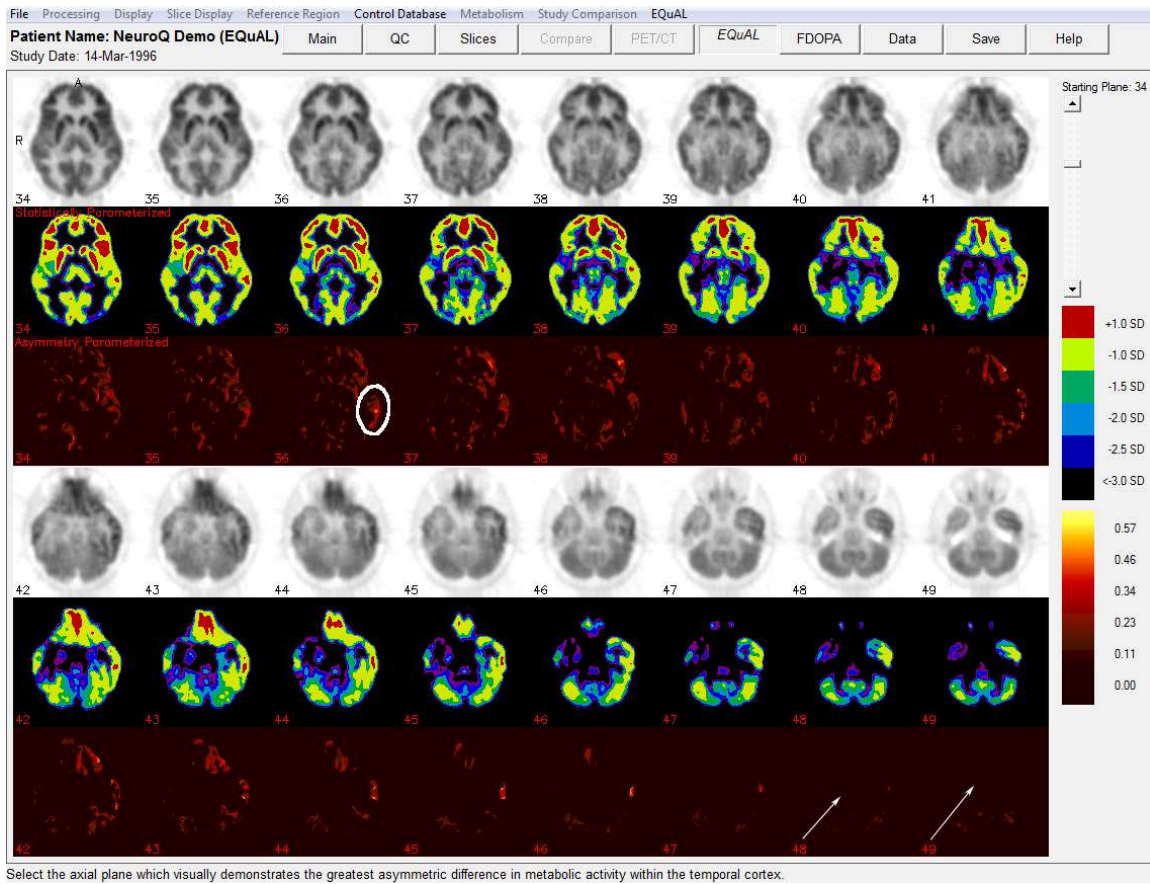 File Processing Display Slice Display Reference Region Control Database Metabolism Study Comparison EQuAL
Patient Name: NeuroQ Demo (EQuAL) Main QC Slices Compare PET/CT EQuAL FDOPA Data Save Help
Study Date: 14-Mar-1996
Starting Plane: 34
A
R
34 35 36 37 38 39 40 41
Statistically Parameterized
34 35 36 37 38 39 40 41
+1.0 SD
Asymmetry Parameterized
-1.0 SD
-1.5 SD
-2.0 SD
-2.5 SD
34 35 36 37 38 39 40 41
<-3.0 SD
0.57
0.46
42 43 44 45 46 47 48 49
0.34
0.23
0.11
0.00
42 43 44 45 46 47 48 49
42 43 44 45 46 47 48 49
Select the axial plane which visually demonstrates the greatest asymmetric difference in metabolic activity within the temporal cortex.